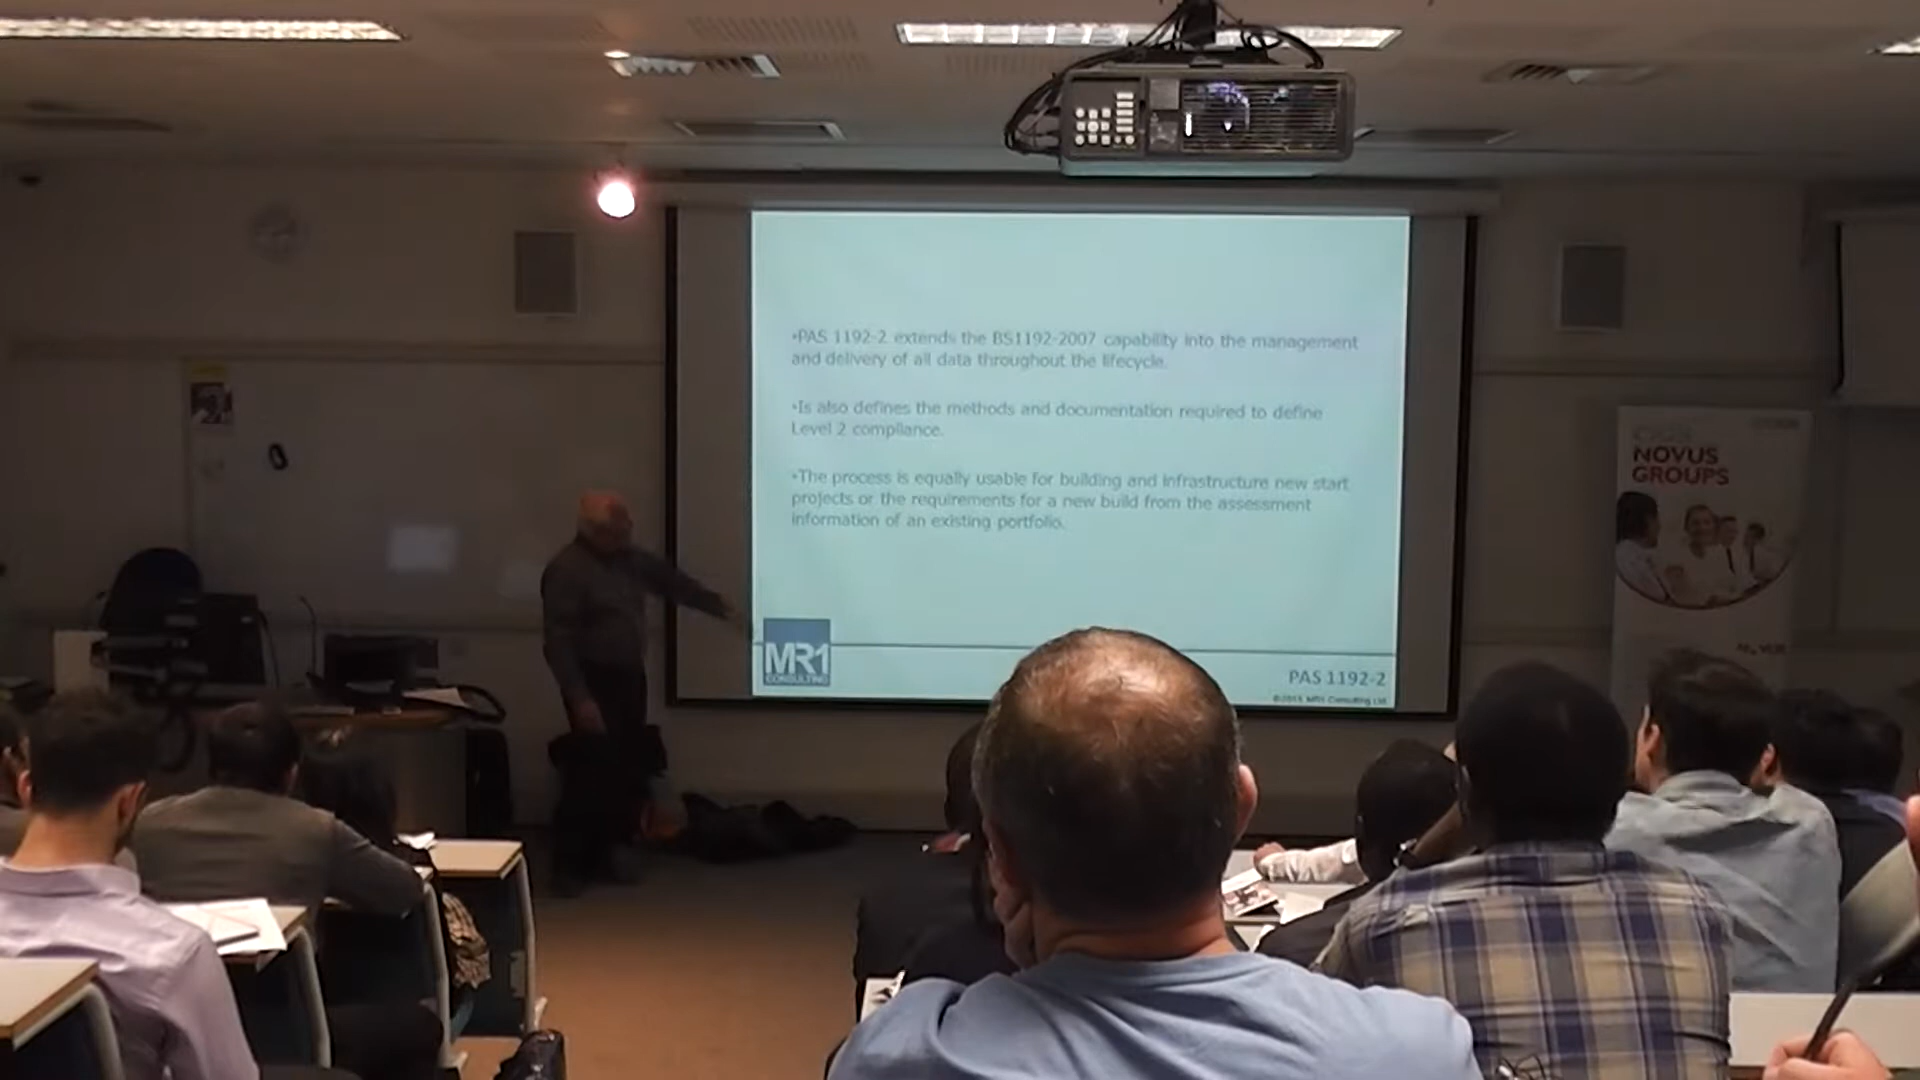 •PAS 1192-2 extends the BS1192-2007 capability into the management
and delivery of all data throughout the lifecycle.
•Is also defines the methods and documentation required to define
Level 2 compliance.
•The process is equally usable for building and infrastructure new start
projects or the requirements for a new build from the assessment
information of an existing portfolio.
MR1
CONSULTING
PAS 1192-2
MR1 Consulting Ltd
NOVUS
GROUPS